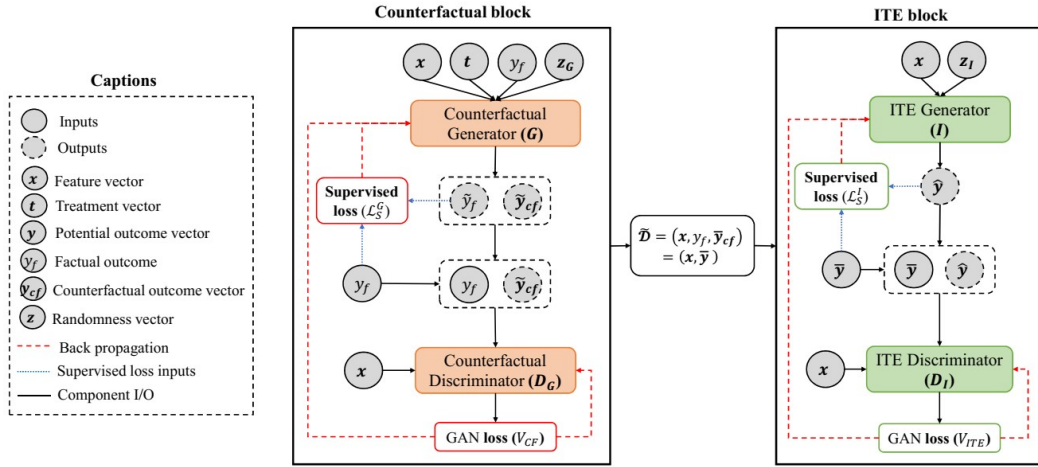 Captions
Inputs
Outputs
x Feature vector
t Treatment vector
y Potential outcome vector
y_f Factual outcome
y_cf Counterfactual outcome vector
z Randomness vector
Back propagation
Supervised loss inputs
Component I/O
Counterfactual block
x t y_f z_G
Counterfactual
Generator (G)
Supervised
loss (ℒ_S^G)
ỹ_f ỹ_cf
y_f
y_f ỹ_cf
x
Counterfactual
Discriminator (D_G)
GAN loss (V_CF)
𝒟̃ = (x, y_f, ȳ_cf)
= (x, ȳ )
ITE block
x z_I
ITE Generator
(I)
Supervised
loss (ℒ_S^I)
ŷ
ȳ
ȳ ŷ
x
ITE Discriminator
(D_I)
GAN loss (V_ITE)